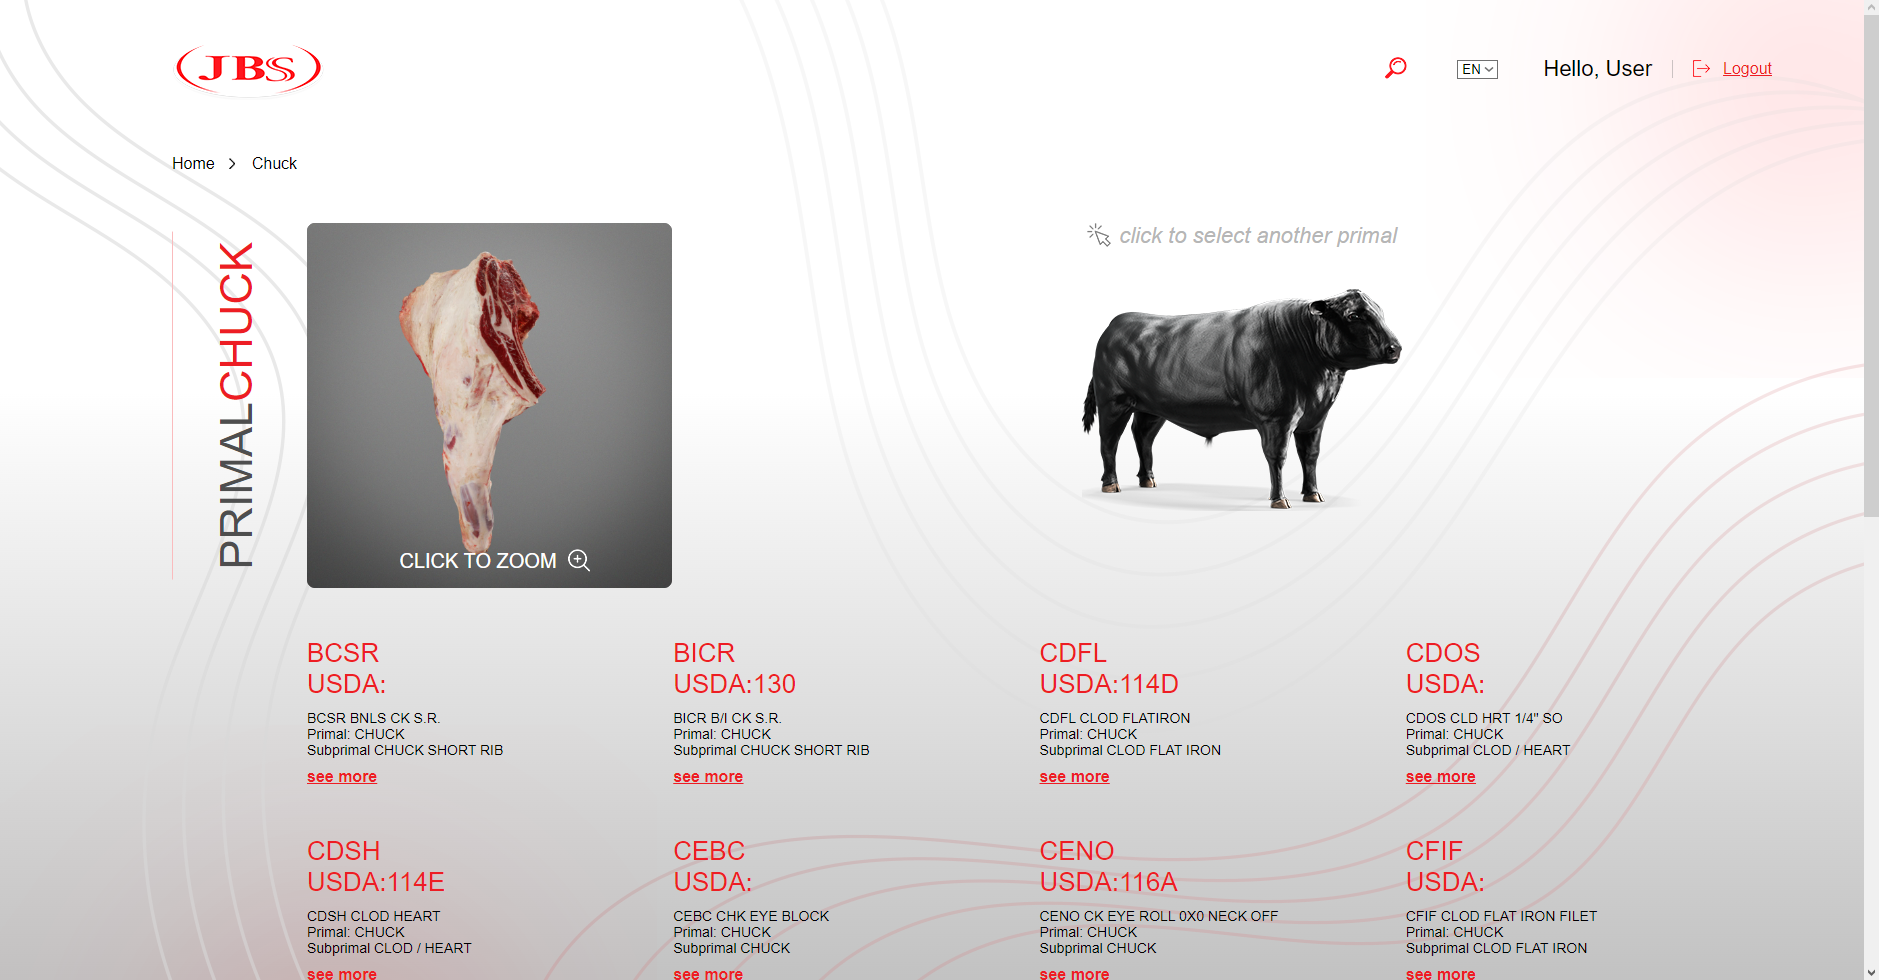 JBS
EN
Hello, User
Logout
Home > Chuck
PRIMALCHUCK
CLICK TO ZOOM
click to select another primal
BCSR
USDA:
BCSR BNLS CK S.R.
Primal: CHUCK
Subprimal CHUCK SHORT RIB
see more
BICR
USDA:130
BICR B/I CK S.R.
Primal: CHUCK
Subprimal CHUCK SHORT RIB
see more
CDFL
USDA:114D
CDFL CLOD FLATIRON
Primal: CHUCK
Subprimal CLOD FLAT IRON
see more
CDOS
USDA:
CDOS CLD HRT 1/4" SO
Primal: CHUCK
Subprimal CLOD / HEART
see more
CDSH
USDA:114E
CDSH CLOD HEART
Primal: CHUCK
Subprimal CLOD / HEART
see more
CEBC
USDA:
CEBC CHK EYE BLOCK
Primal: CHUCK
Subprimal CHUCK
see more
CENO
USDA:116A
CENO CK EYE ROLL 0X0 NECK OFF
Primal: CHUCK
Subprimal CHUCK
see more
CFIF
USDA:
CFIF CLOD FLAT IRON FILET
Primal: CHUCK
Subprimal CLOD FLAT IRON
see more